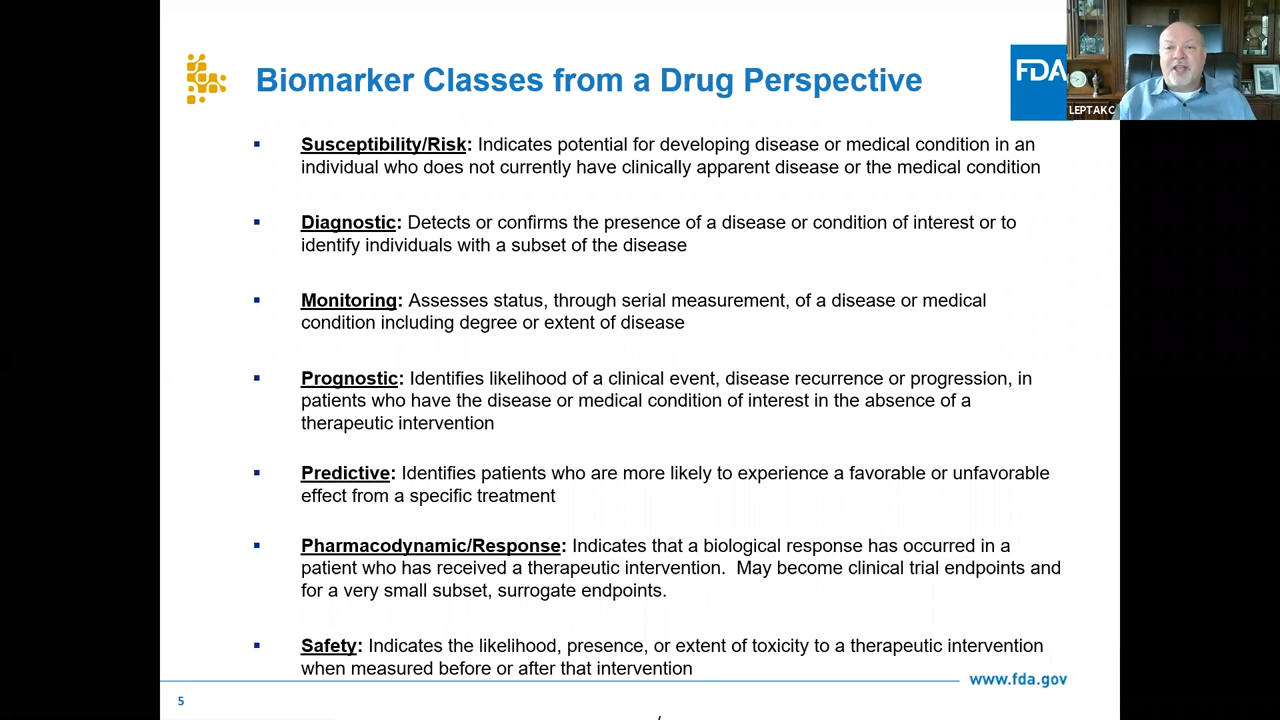 Biomarker Classes from a Drug Perspective
FDA
LEPTAKC
▪ Susceptibility/Risk: Indicates potential for developing disease or medical condition in an
individual who does not currently have clinically apparent disease or the medical condition
▪ Diagnostic: Detects or confirms the presence of a disease or condition of interest or to
identify individuals with a subset of the disease
▪ Monitoring: Assesses status, through serial measurement, of a disease or medical
condition including degree or extent of disease
▪ Prognostic: Identifies likelihood of a clinical event, disease recurrence or progression, in
patients who have the disease or medical condition of interest in the absence of a
therapeutic intervention
▪ Predictive: Identifies patients who are more likely to experience a favorable or unfavorable
effect from a specific treatment
▪ Pharmacodynamic/Response: Indicates that a biological response has occurred in a
patient who has received a therapeutic intervention.  May become clinical trial endpoints and
for a very small subset, surrogate endpoints.
▪ Safety: Indicates the likelihood, presence, or extent of toxicity to a therapeutic intervention
when measured before or after that intervention
www.fda.gov
5